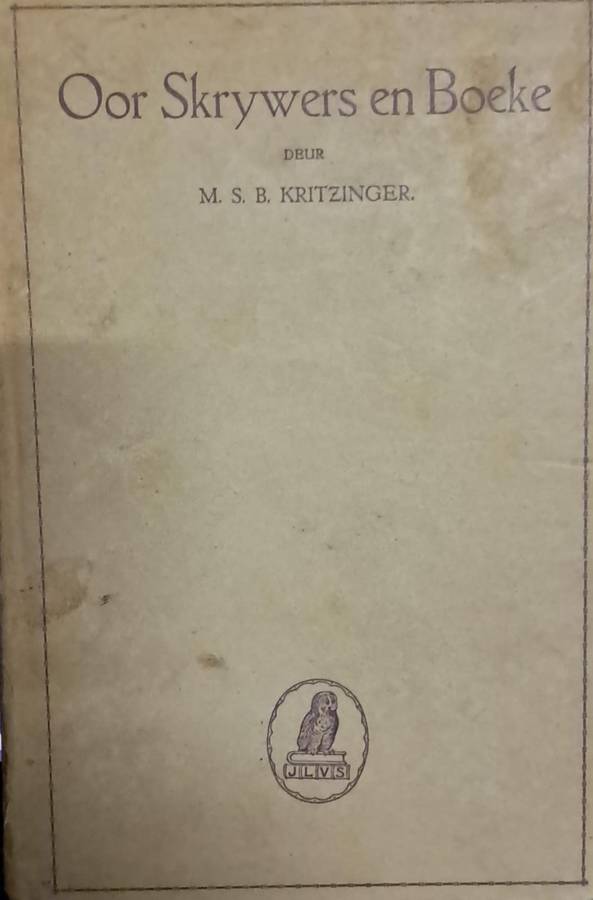 Oor Skrywers en Boeke
DEUR
M. S. B. KRITZINGER.
JLVS